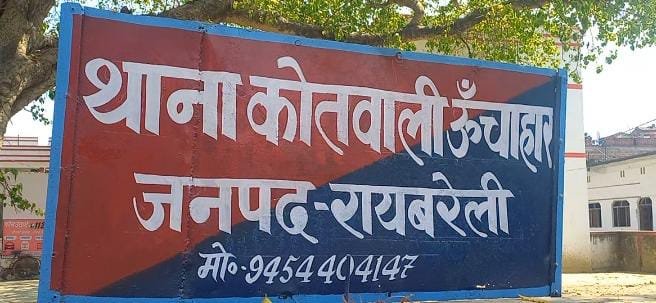 थाना कोतवाली ऊँचाहार
जनपद-रायबरेली
मो॰-9454404147